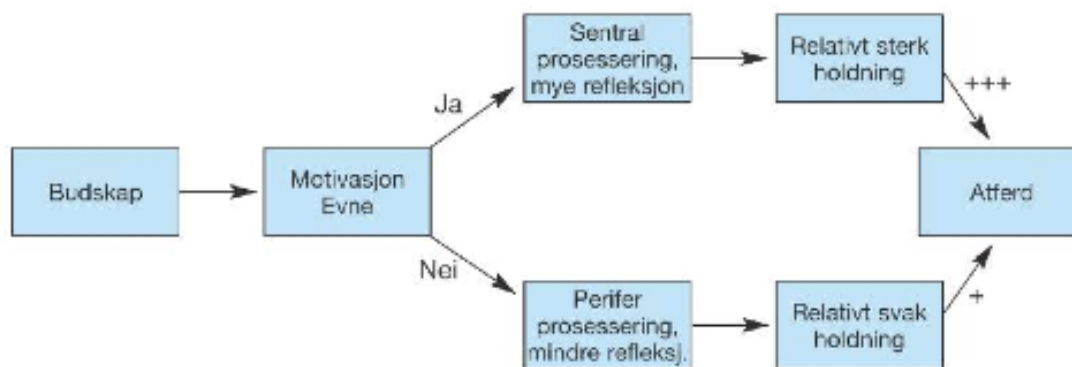 Sentral
prosessering,
mye refleksjon
Relativt sterk
holdning
+++
Ja
Budskap
Motivasjon
Evne
Atferd
Nei
Perifer
prosessering,
mindre refleksj.
Relativt svak
holdning
+